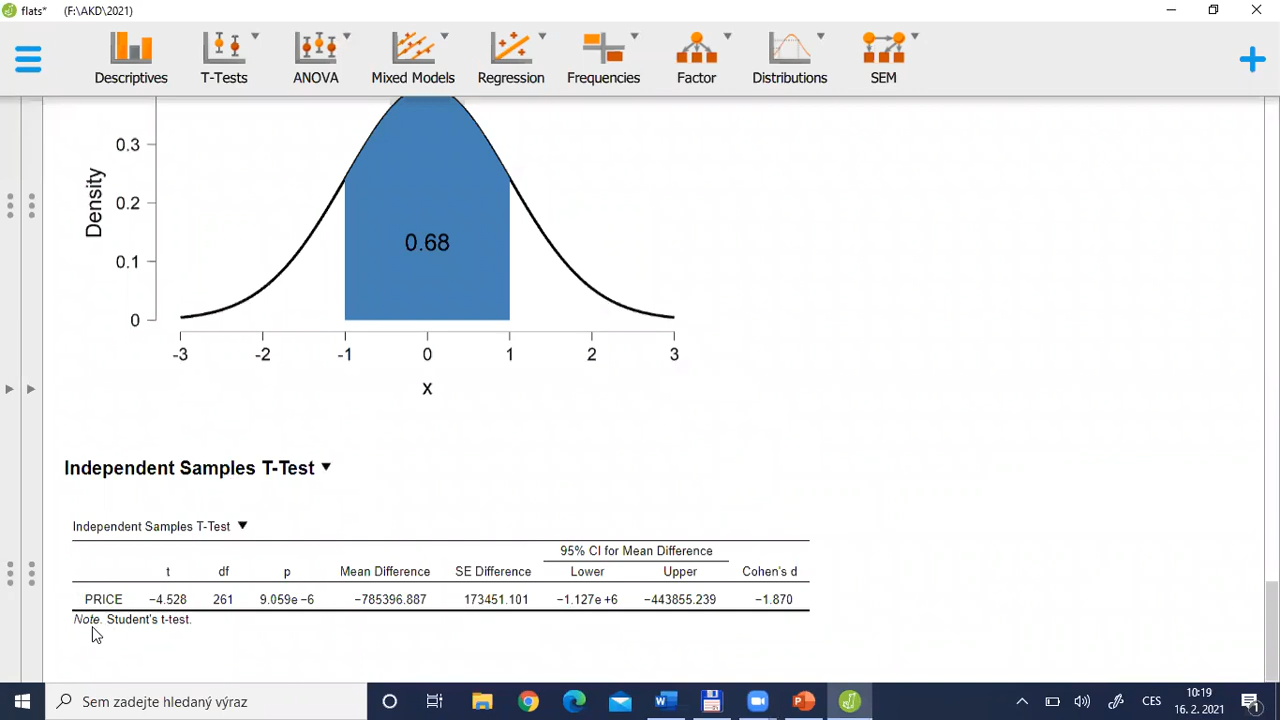 flats* (F:\AKD\2021)
Descriptives T-Tests ANOVA Mixed Models Regression Frequencies Factor Distributions SEM
0.3
0.2
0.1
0
Density
0.68
-3 -2 -1 0 1 2 3
x
Independent Samples T-Test
Independent Samples T-Test
95% CI for Mean Difference
t df p Mean Difference SE Difference Lower Upper Cohen's d
PRICE −4.528 261 9.059e −6 −785396.887 173451.101 −1.127e +6 −443855.239 −1.870
Note. Student's t-test.
Sem zadejte hledaný výraz
CES
10:19
16. 2. 2021
1